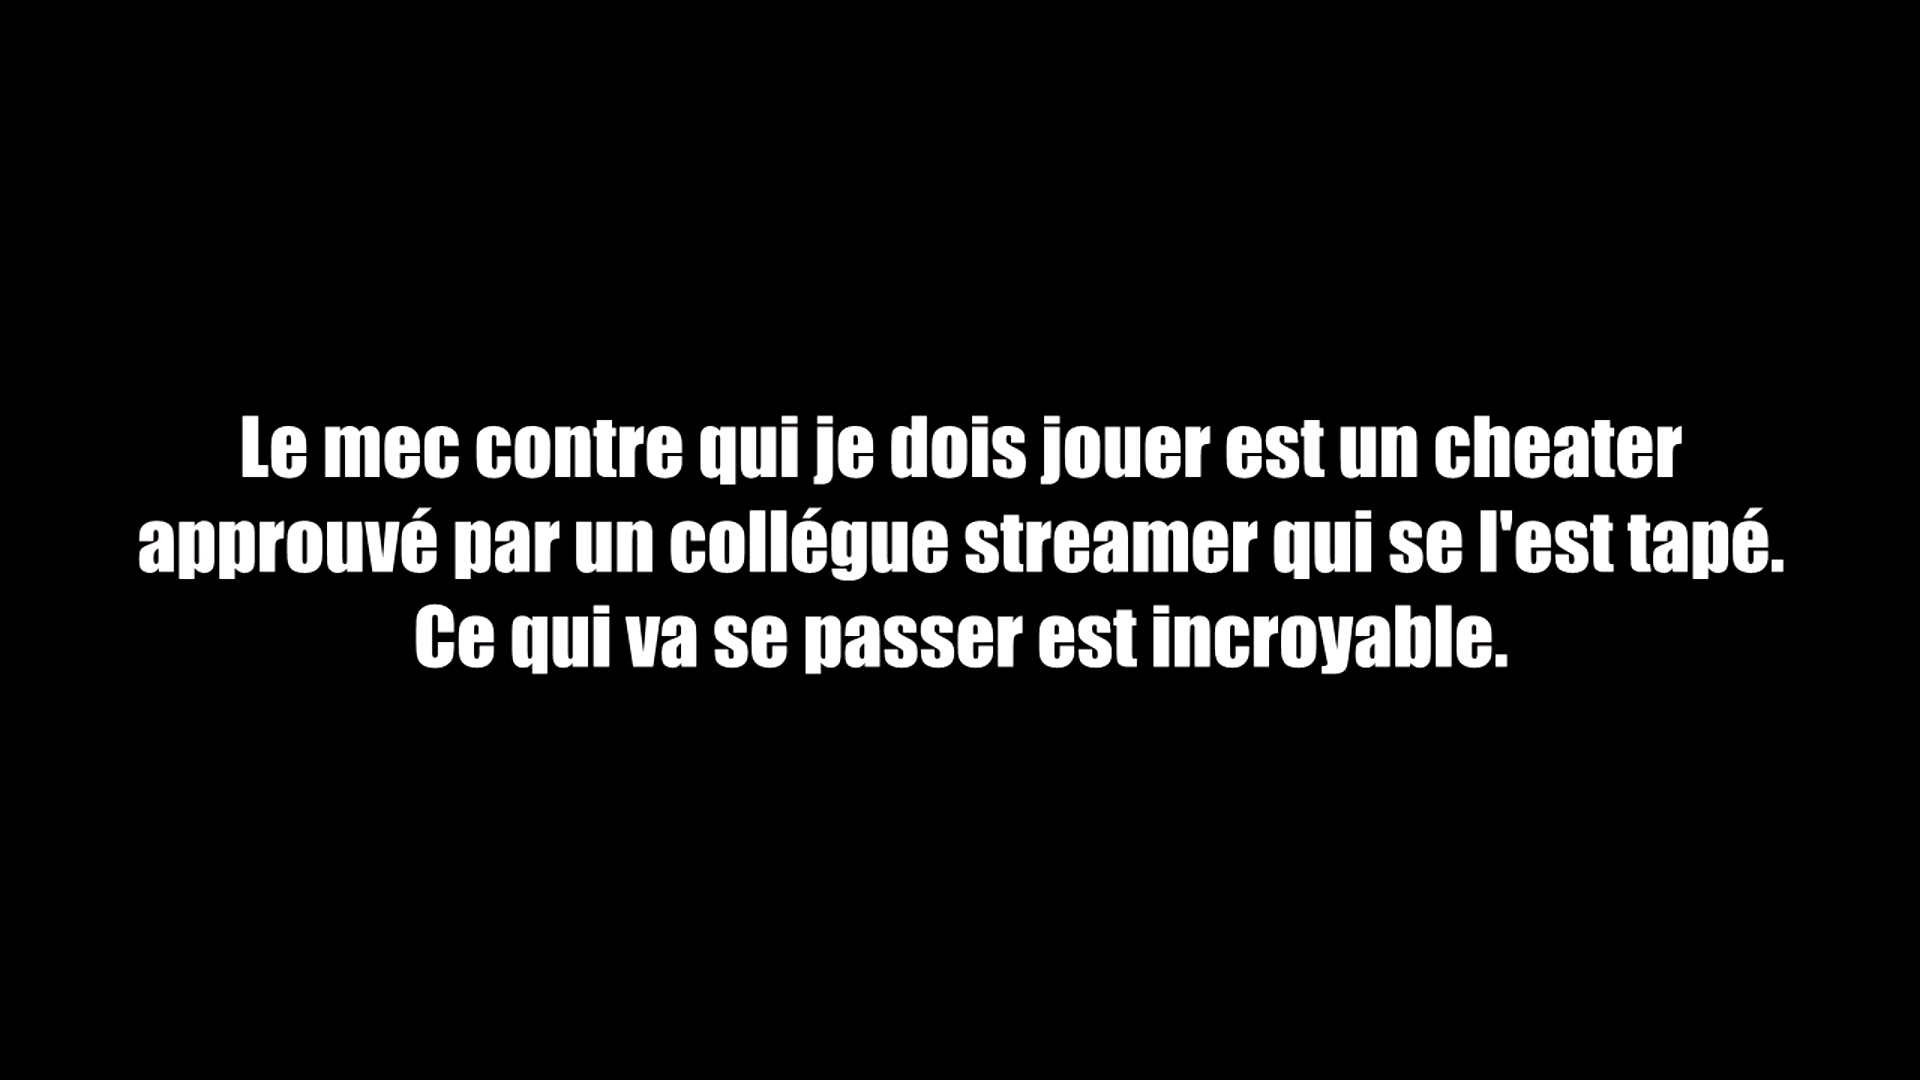 Le mec contre qui je dois jouer est un cheater
approuvé par un collégue streamer qui se l'est tapé.
Ce qui va se passer est incroyable.